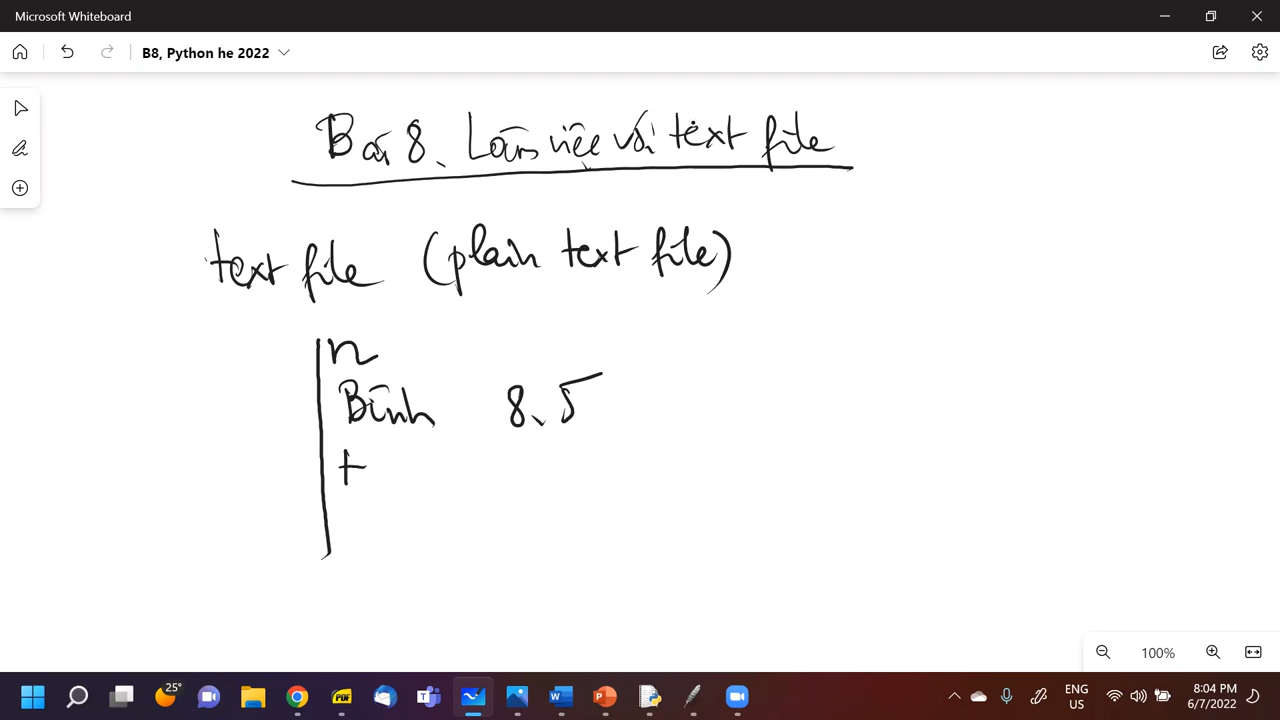 Microsoft Whiteboard
B8, Python he 2022
Bài 8. Làm việc với text file
text file (plain text file)
n
Bình 8.5
t
100%
25°
PDF
ENG
US
8:04 PM
6/7/2022